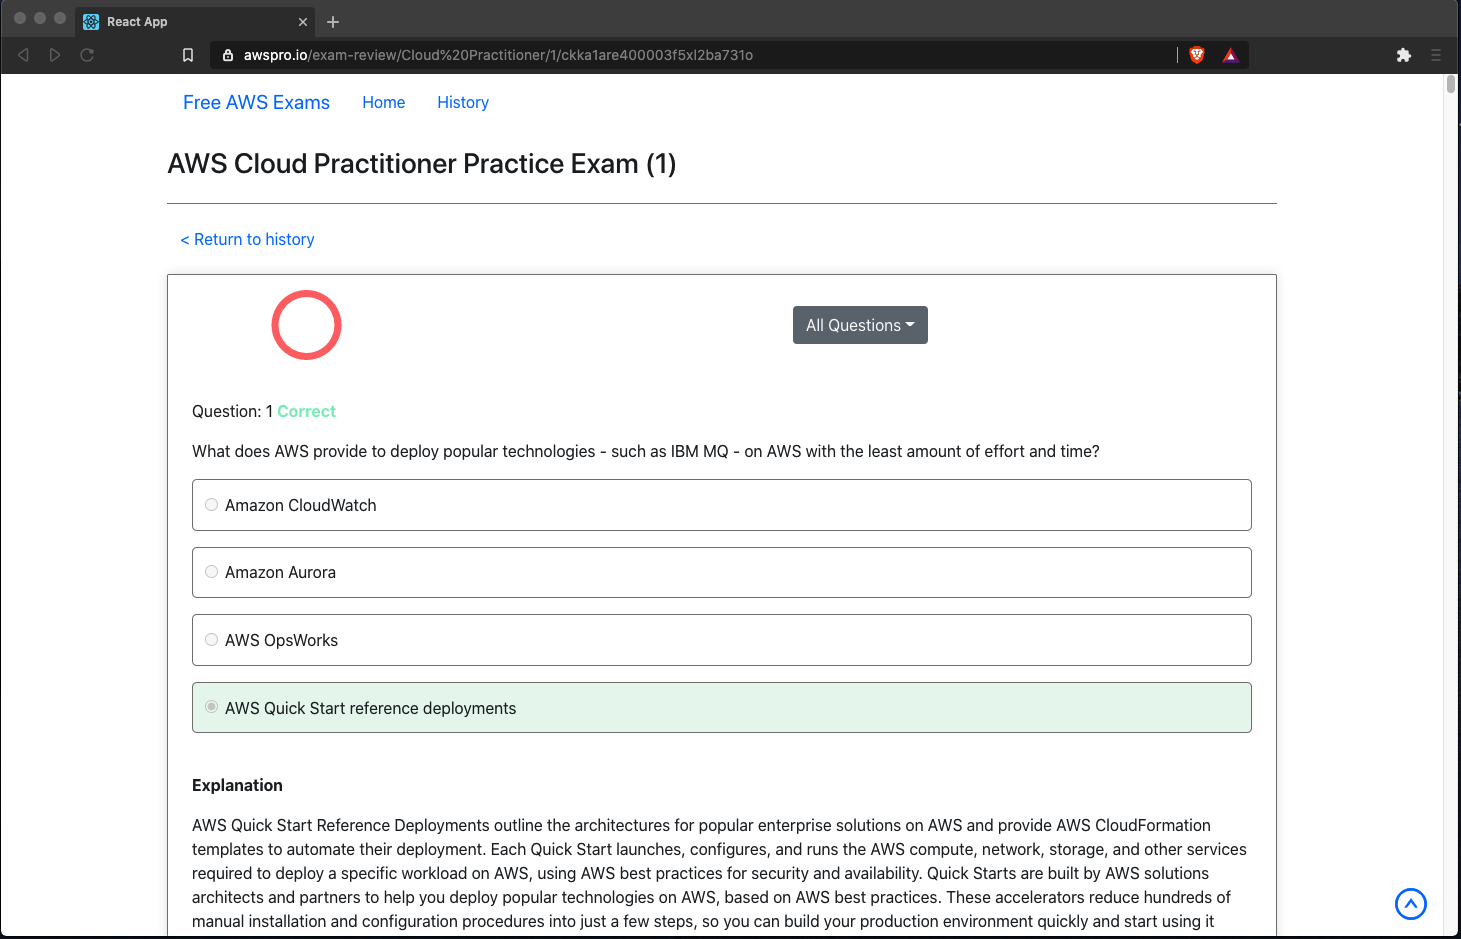 React App
awspro.io/exam-review/Cloud%20Practitioner/1/ckka1are400003f5xl2ba731o
Free AWS Exams Home History
AWS Cloud Practitioner Practice Exam (1)
< Return to history
All Questions
Question: 1 Correct
What does AWS provide to deploy popular technologies - such as IBM MQ - on AWS with the least amount of effort and time?
Amazon CloudWatch
Amazon Aurora
AWS OpsWorks
AWS Quick Start reference deployments
Explanation
AWS Quick Start Reference Deployments outline the architectures for popular enterprise solutions on AWS and provide AWS CloudFormation
templates to automate their deployment. Each Quick Start launches, configures, and runs the AWS compute, network, storage, and other services
required to deploy a specific workload on AWS, using AWS best practices for security and availability. Quick Starts are built by AWS solutions
architects and partners to help you deploy popular technologies on AWS, based on AWS best practices. These accelerators reduce hundreds of
manual installation and configuration procedures into just a few steps, so you can build your production environment quickly and start using it